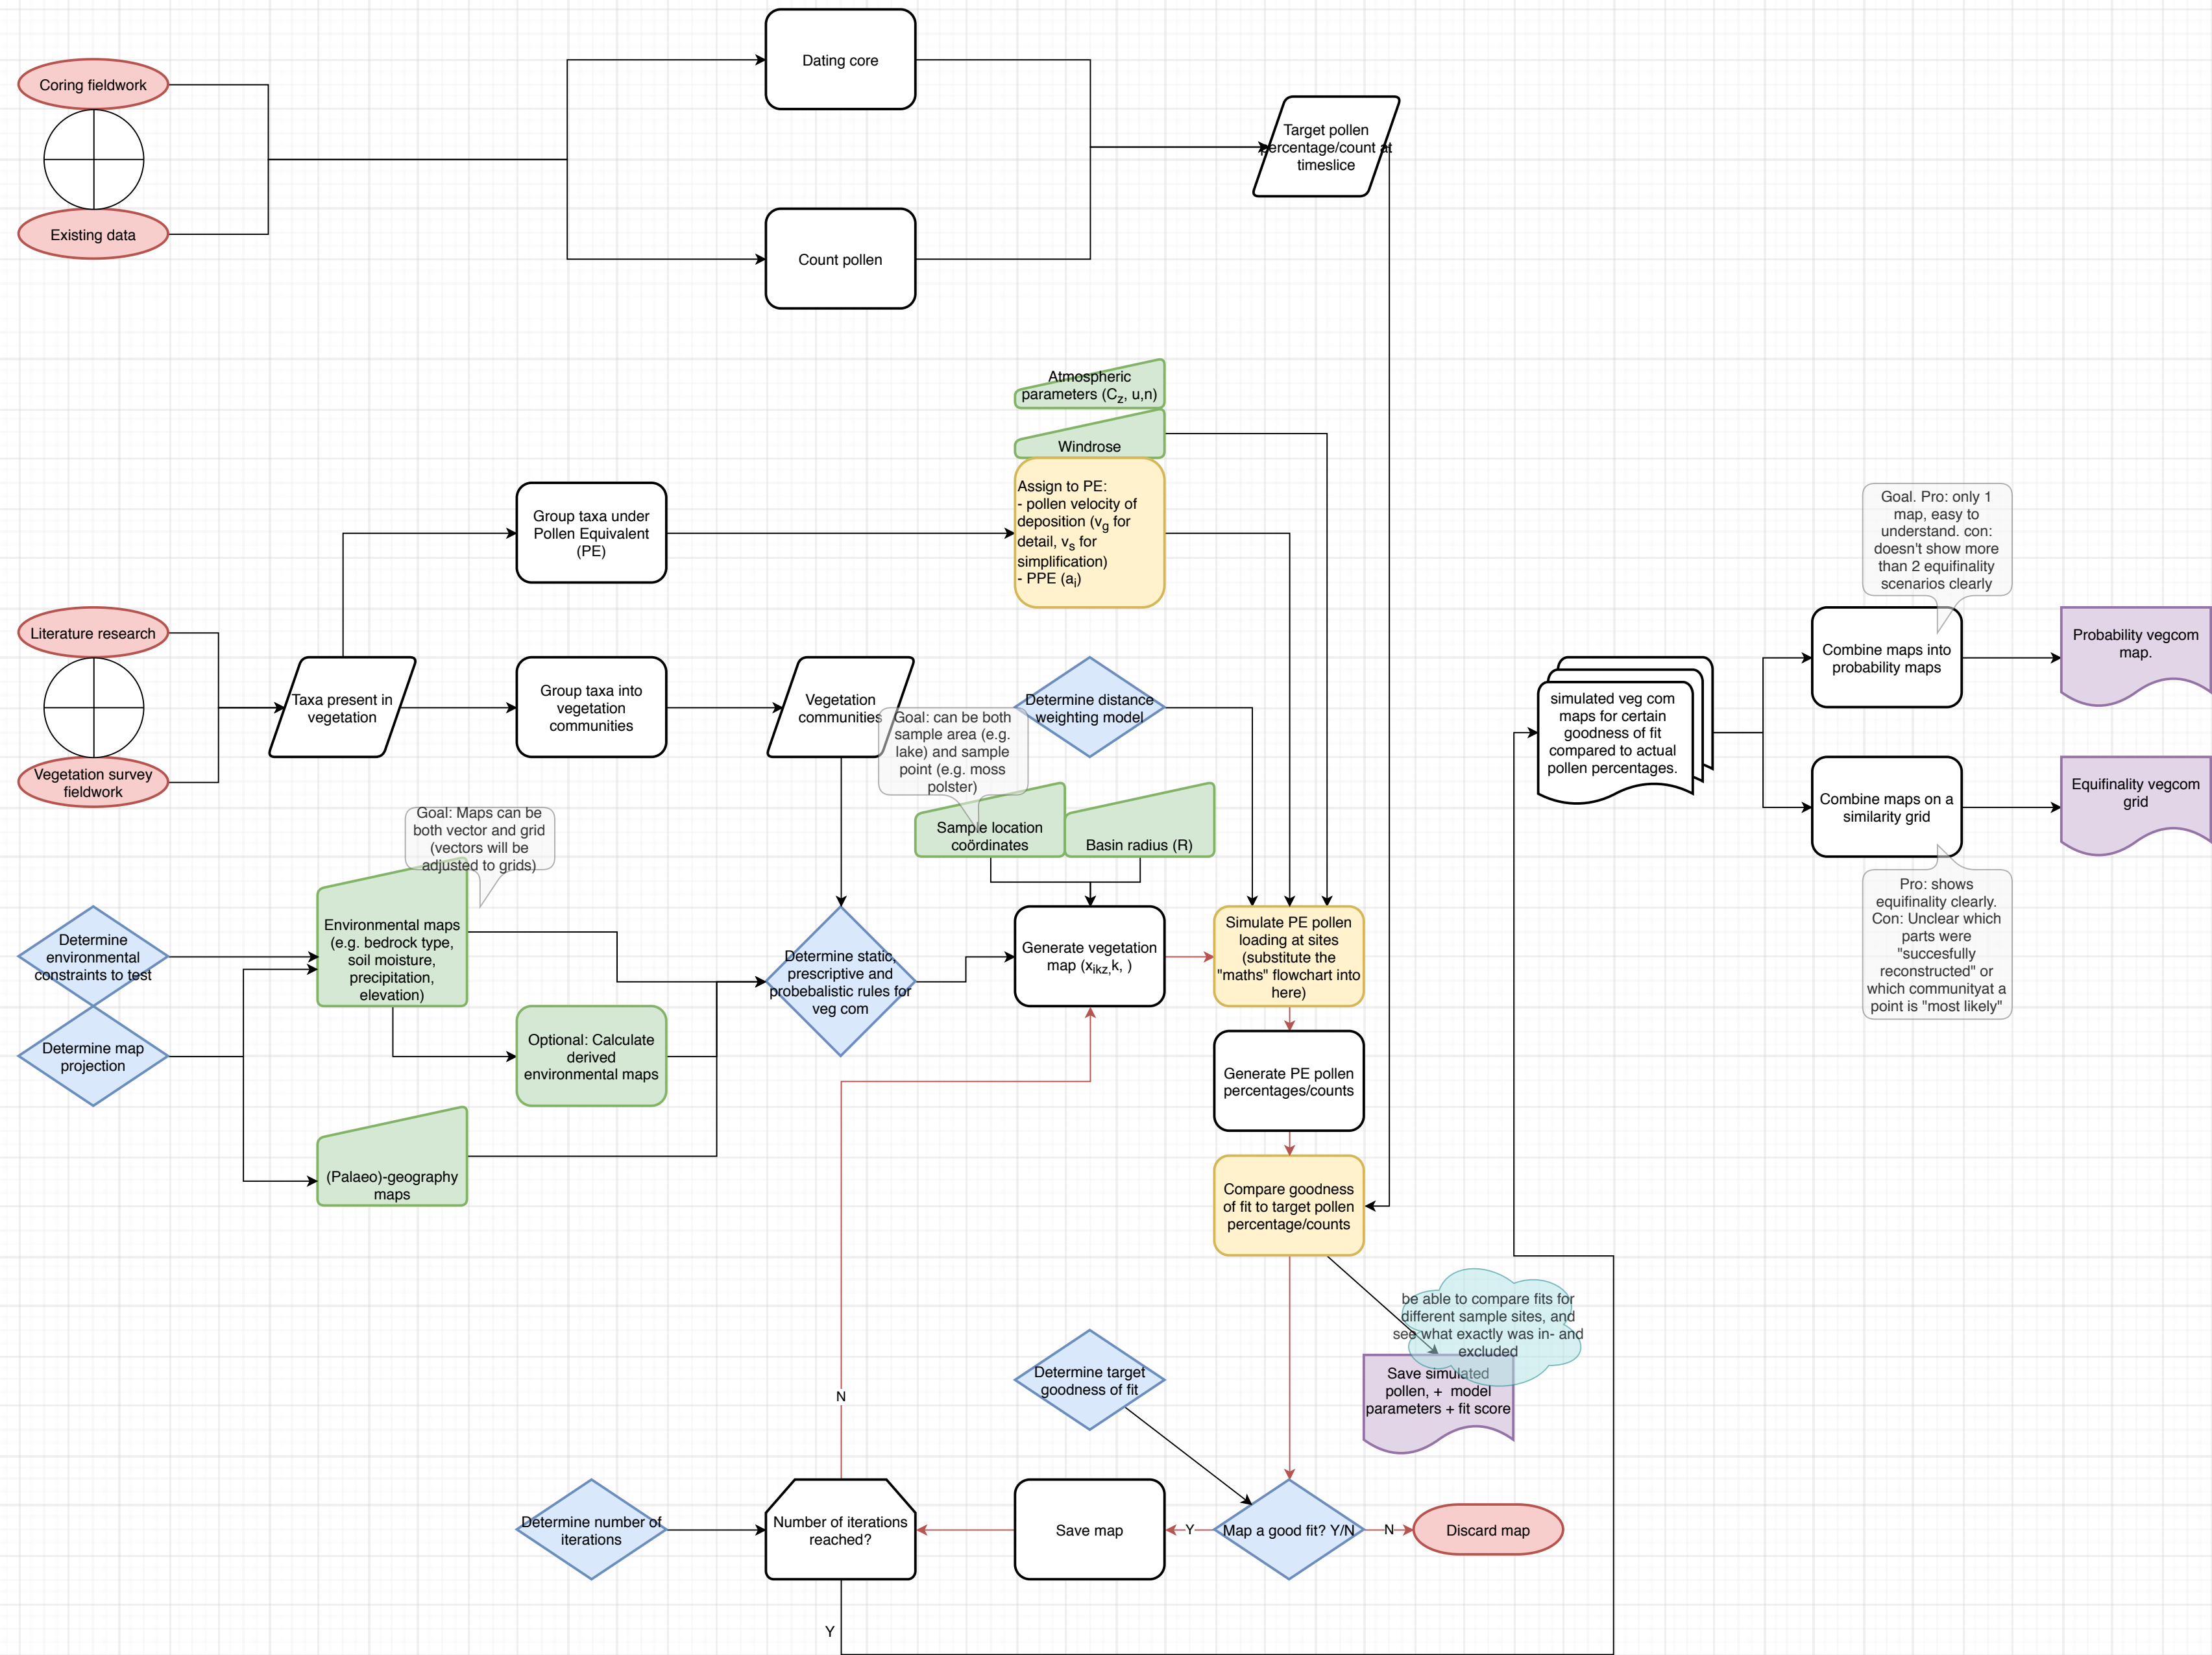 Dating core
Coring fieldwork
Target pollen
percentage/count at
timeslice
Existing data
Count pollen
Atmospheric
parameters (Cz, u,n)
Windrose
Assign to PE:
- pollen velocity of
deposition (vg for
detail, vs for
simplification)
- PPE (ai)
Group taxa under
Pollen Equivalent
(PE)
Goal. Pro: only 1
map, easy to
understand. con:
doesn't show more
than 2 equifinality
scenarios clearly
Literature research
Taxa present in
vegetation
Group taxa into
vegetation
communities
Vegetation
communities
Determine distance
weighting model
Vegetation survey
fieldwork
Goal: can be both
sample area (e.g.
lake) and sample
point (e.g. moss
polster)
simulated veg com
maps for certain
goodness of fit
compared to actual
pollen percentages.
Combine maps into
probability maps
Probability vegcom
map.
Combine maps on a
similarity grid
Equifinality vegcom
grid
Goal: Maps can be
both vector and grid
(vectors will be
adjusted to grids)
Sample location
coördinates
Basin radius (R)
Pro: shows
equifinality clearly.
Con: Unclear which
parts were
"succesfully
reconstructed" or
which communityat a
point is "most likely"
Determine
environmental
constraints to test
Environmental maps
(e.g. bedrock type,
soil moisture,
precipitation,
elevation)
Determine static,
prescriptive and
probebalistic rules for
veg com
Generate vegetation
map (xikz,k, )
Simulate PE pollen
loading at sites
(substitute the
"maths" flowchart into
here)
Determine map
projection
Optional: Calculate
derived
environmental maps
Generate PE pollen
percentages/counts
(Palaeo)-geography
maps
Compare goodness
of fit to target pollen
percentage/counts
be able to compare fits for
different sample sites, and
see what exactly was in- and
excluded
Save simulated
pollen, + model
parameters + fit score
Determine target
goodness of fit
N
Determine number of
iterations
Number of iterations
reached?
Save map
Y
Map a good fit? Y/N
N
Discard map
Y